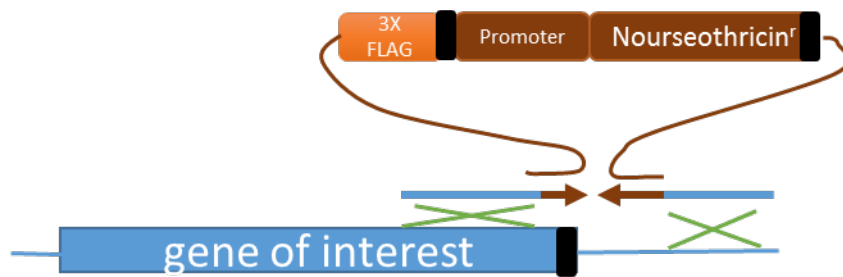 3X
FLAG
Promoter
Nourseothricinʳ
gene of interest